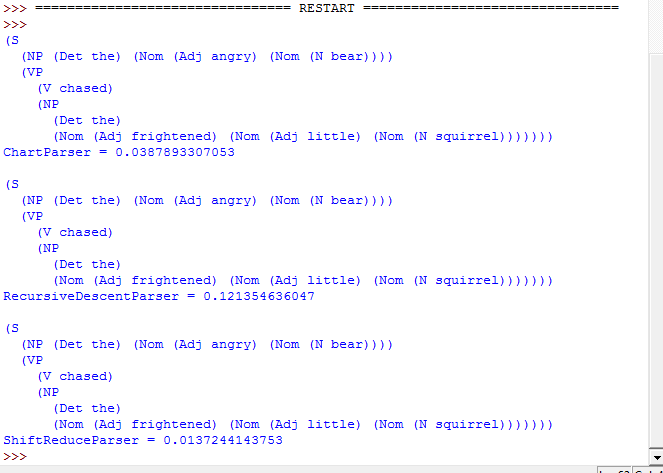 >>> ================================ RESTART ================================
>>>
(S
  (NP (Det the) (Nom (Adj angry) (Nom (N bear))))
  (VP
    (V chased)
    (NP
      (Det the)
      (Nom (Adj frightened) (Nom (Adj little) (Nom (N squirrel)))))))
ChartParser = 0.0387893307053

(S
  (NP (Det the) (Nom (Adj angry) (Nom (N bear))))
  (VP
    (V chased)
    (NP
      (Det the)
      (Nom (Adj frightened) (Nom (Adj little) (Nom (N squirrel)))))))
RecursiveDescentParser = 0.121354636047

(S
  (NP (Det the) (Nom (Adj angry) (Nom (N bear))))
  (VP
    (V chased)
    (NP
      (Det the)
      (Nom (Adj frightened) (Nom (Adj little) (Nom (N squirrel)))))))
ShiftReduceParser = 0.0137244143753
>>>